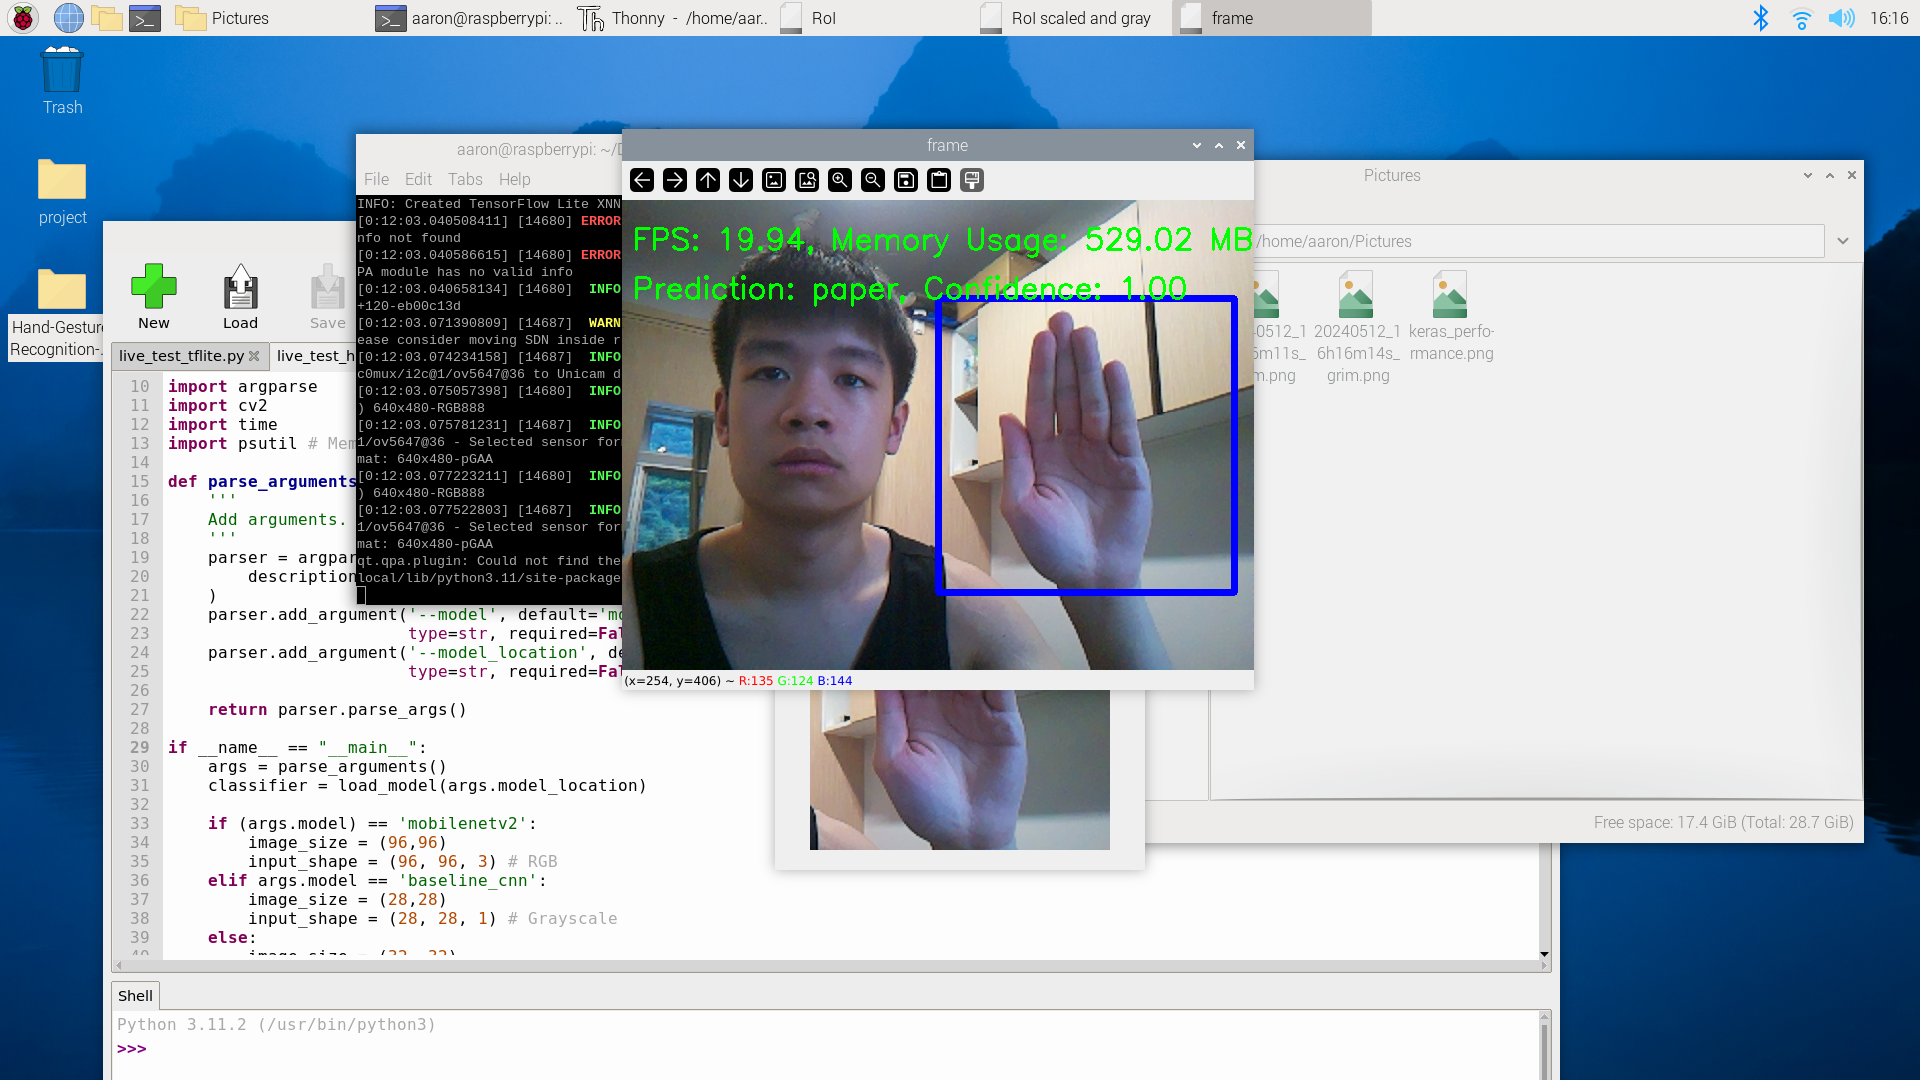 Pictures
aaron@raspberrypi: ..
Thonny - /home/aar..
RoI
RoI scaled and gray
frame
16:16
Trash
project
Hand-Gesture
Recognition-..
aaron@raspberrypi: ~/D
File Edit Tabs Help
INFO: Created TensorFlow Lite XNN
[0:12:03.040508411] [14680] ERROR
nfo not found
[0:12:03.040586615] [14680] ERROR
PA module has no valid info
[0:12:03.040658134] [14680] INFO
+120-eb00c13d
[0:12:03.071390809] [14687] WARN
ease consider moving SDN inside r
[0:12:03.074234158] [14687] INFO
c0mux/i2c@1/ov5647@36 to Unicam d
[0:12:03.075057398] [14680] INFO
) 640x480-RGB888
[0:12:03.075781231] [14687] INFO
1/ov5647@36 - Selected sensor for
mat: 640x480-pGAA
[0:12:03.077223211] [14680] INFO
) 640x480-RGB888
[0:12:03.077522803] [14687] INFO
1/ov5647@36 - Selected sensor for
mat: 640x480-pGAA
qt.qpa.plugin: Could not find the
local/lib/python3.11/site-package
frame
FPS: 19.94, Memory Usage: 529.02 MB
Prediction: paper, Confidence: 1.00
(x=254, y=406) ~ R:135 G:124 B:144
Pictures
/home/aaron/Pictures
40512_1
6m11s_
m.png
20240512_1
6h16m14s_
grim.png
keras_perfo-
rmance.png
Free space: 17.4 GiB (Total: 28.7 GiB)
New
Load
Save
live_test_tflite.py
live_test_h
10 import argparse
11 import cv2
12 import time
13 import psutil # Mem
14
15 def parse_arguments
16     '''
17     Add arguments.
18     '''
19     parser = argpar
20         description
21     )
22     parser.add_argument('--model', default='mo
23                         type=str, required=Fal
24     parser.add_argument('--model_location', de
25                         type=str, required=Fal
26
27     return parser.parse_args()
28
29 if __name__ == "__main__":
30     args = parse_arguments()
31     classifier = load_model(args.model_location)
32
33     if (args.model) == 'mobilenetv2':
34         image_size = (96,96)
35         input_shape = (96, 96, 3) # RGB
36     elif args.model == 'baseline_cnn':
37         image_size = (28,28)
38         input_shape = (28, 28, 1) # Grayscale
39     else:
40         image_size = (32, 32)
Shell
Python 3.11.2 (/usr/bin/python3)
>>>